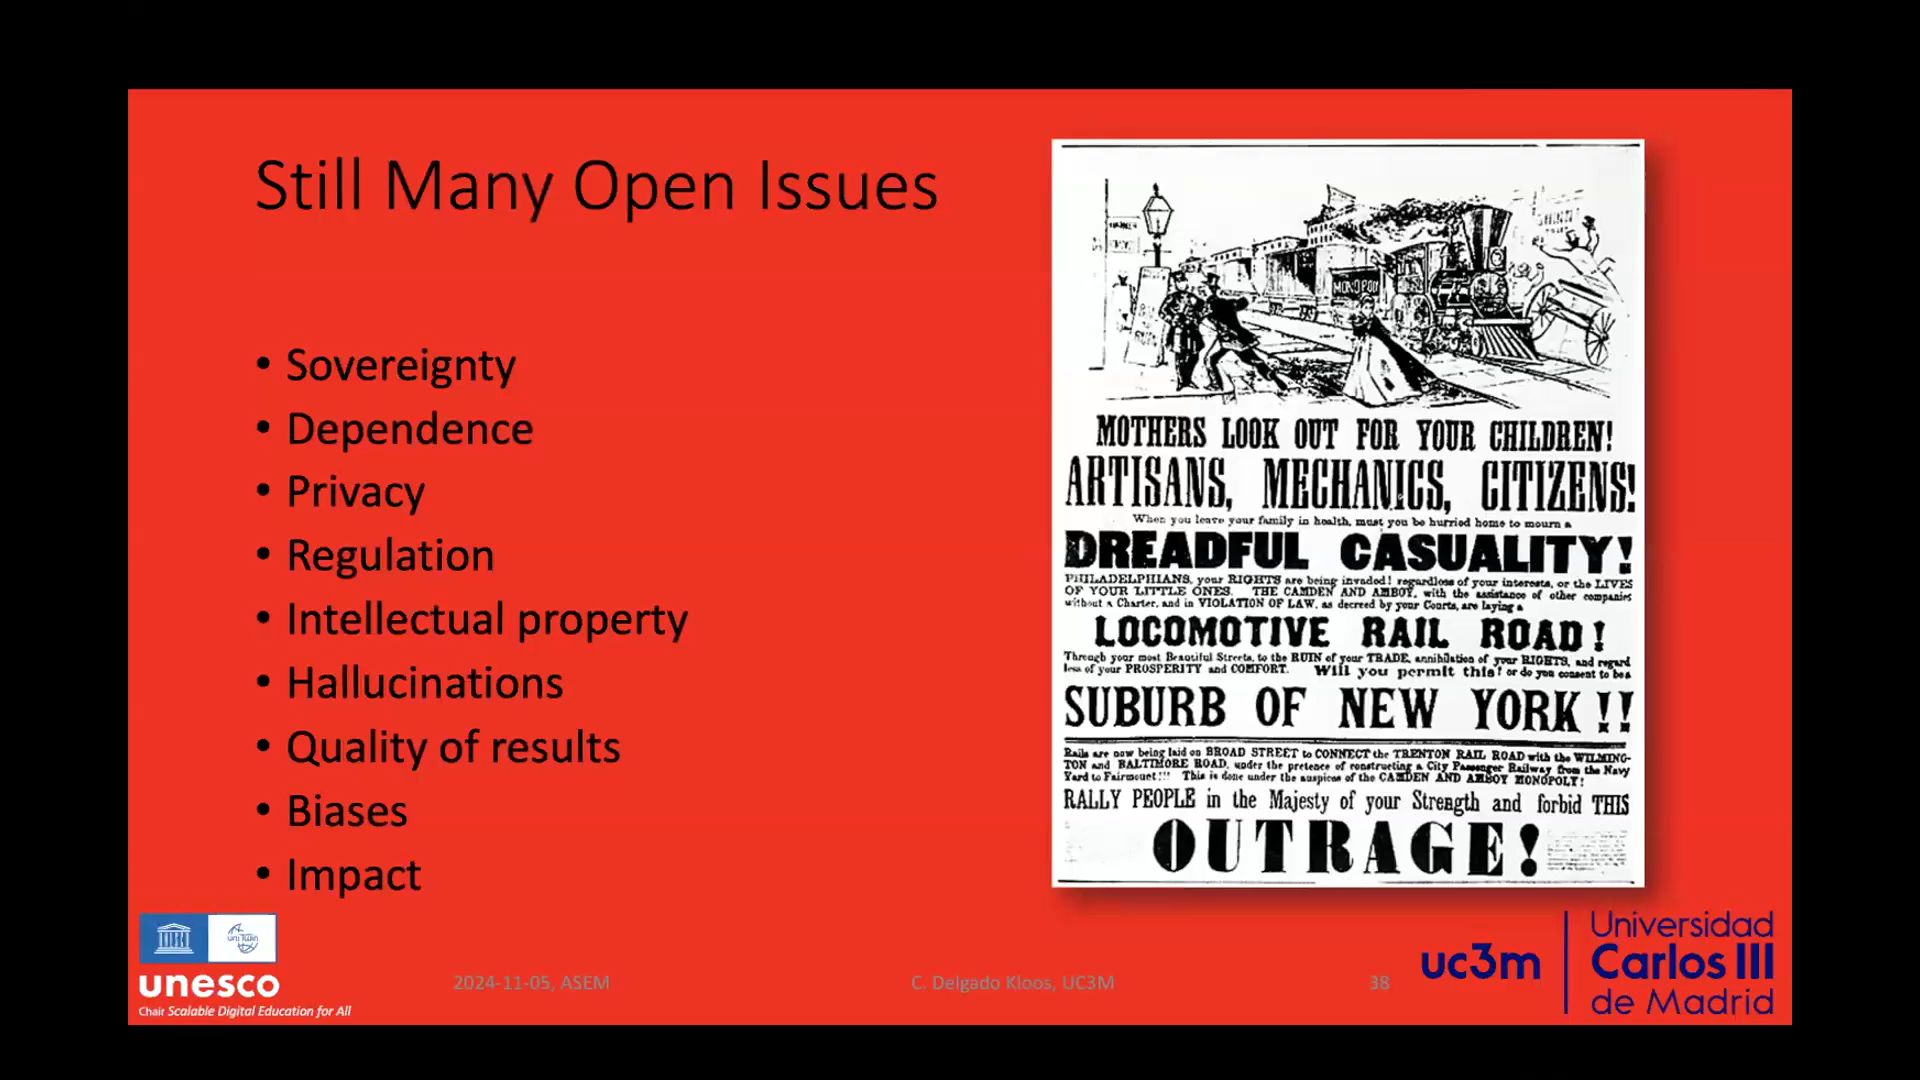 Still Many Open Issues
• Sovereignty
• Dependence
• Privacy
• Regulation
• Intellectual property
• Hallucinations
• Quality of results
• Biases
• Impact
MONOPOLY
MOTHERS LOOK OUT FOR YOUR CHILDREN!
ARTISANS, MECHANICS, CITIZENS!
When you leave your family in health, must you be hurried home to mourn a
DREADFUL CASUALITY!
PHILADELPHIANS, your RIGHTS are being invaded! regardless of your interests, or the LIVES
OF YOUR LITTLE ONES. THE CAMDEN AND AMBOY, with the assistance of other companies
without a Charter, and in VIOLATION OF LAW, as decreed by your Courts, are laying a
LOCOMOTIVE RAIL ROAD!
Through your most Beautiful Streets, to the RUIN of your TRADE, annihilation of your RIGHTS, and regard
less of your PROSPERITY and COMFORT. Will you permit this? or do you consent to be a
SUBURB OF NEW YORK!!
Rails are now being laid on BROAD STREET to CONNECT the TRENTON RAIL ROAD with the WILMING-
TON and BALTIMORE ROAD, under the pretence of constructing a City Passenger Railway from the Navy
Yard to Fairmount!!! This is done under the auspices of the CAMDEN AND AMBOY MONOPOLY!
RALLY PEOPLE in the Majesty of your Strength and forbid THIS
OUTRAGE!
uni Twin
unesco
Chair Scalable Digital Education for All
2024-11-05, ASEM
C. Delgado Kloos, UC3M
38
uc3m
Universidad
Carlos III
de Madrid